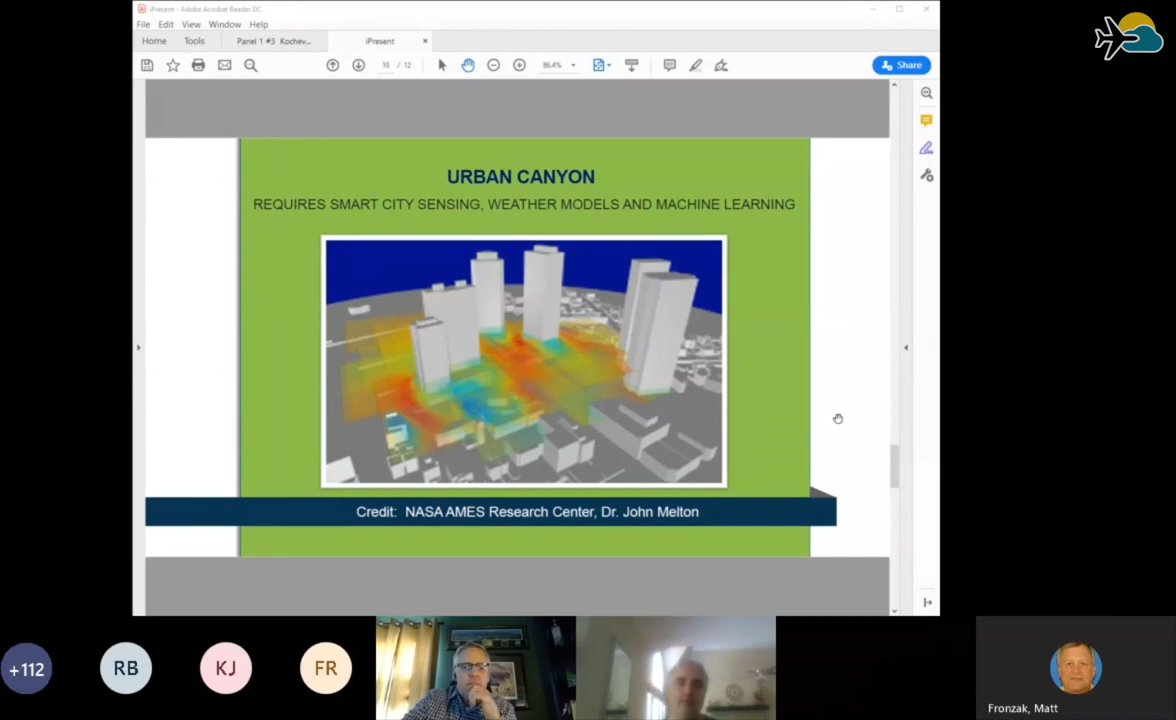 iPresent - Adobe Acrobat Reader DC
File Edit View Window Help
Home Tools Panel 1 #3 Kochev... iPresent
10 / 12 86.4% Share
URBAN CANYON
REQUIRES SMART CITY SENSING, WEATHER MODELS AND MACHINE LEARNING
Credit: NASA AMES Research Center, Dr. John Melton
+112 RB KJ FR
Fronzak, Matt